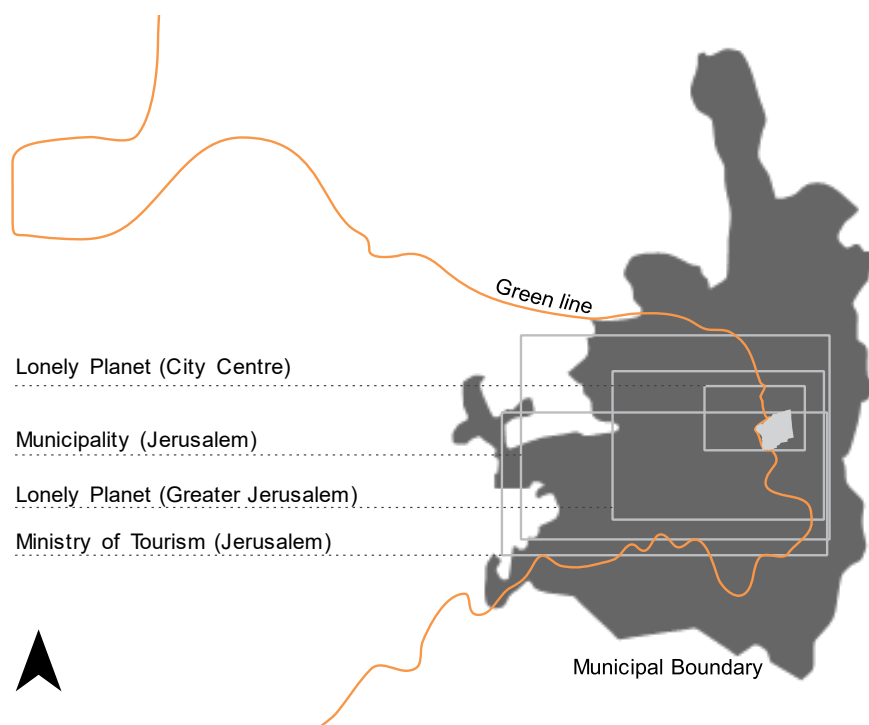 Green line
Lonely Planet (City Centre)
Municipality (Jerusalem)
Lonely Planet (Greater Jerusalem)
Ministry of Tourism (Jerusalem)
Municipal Boundary